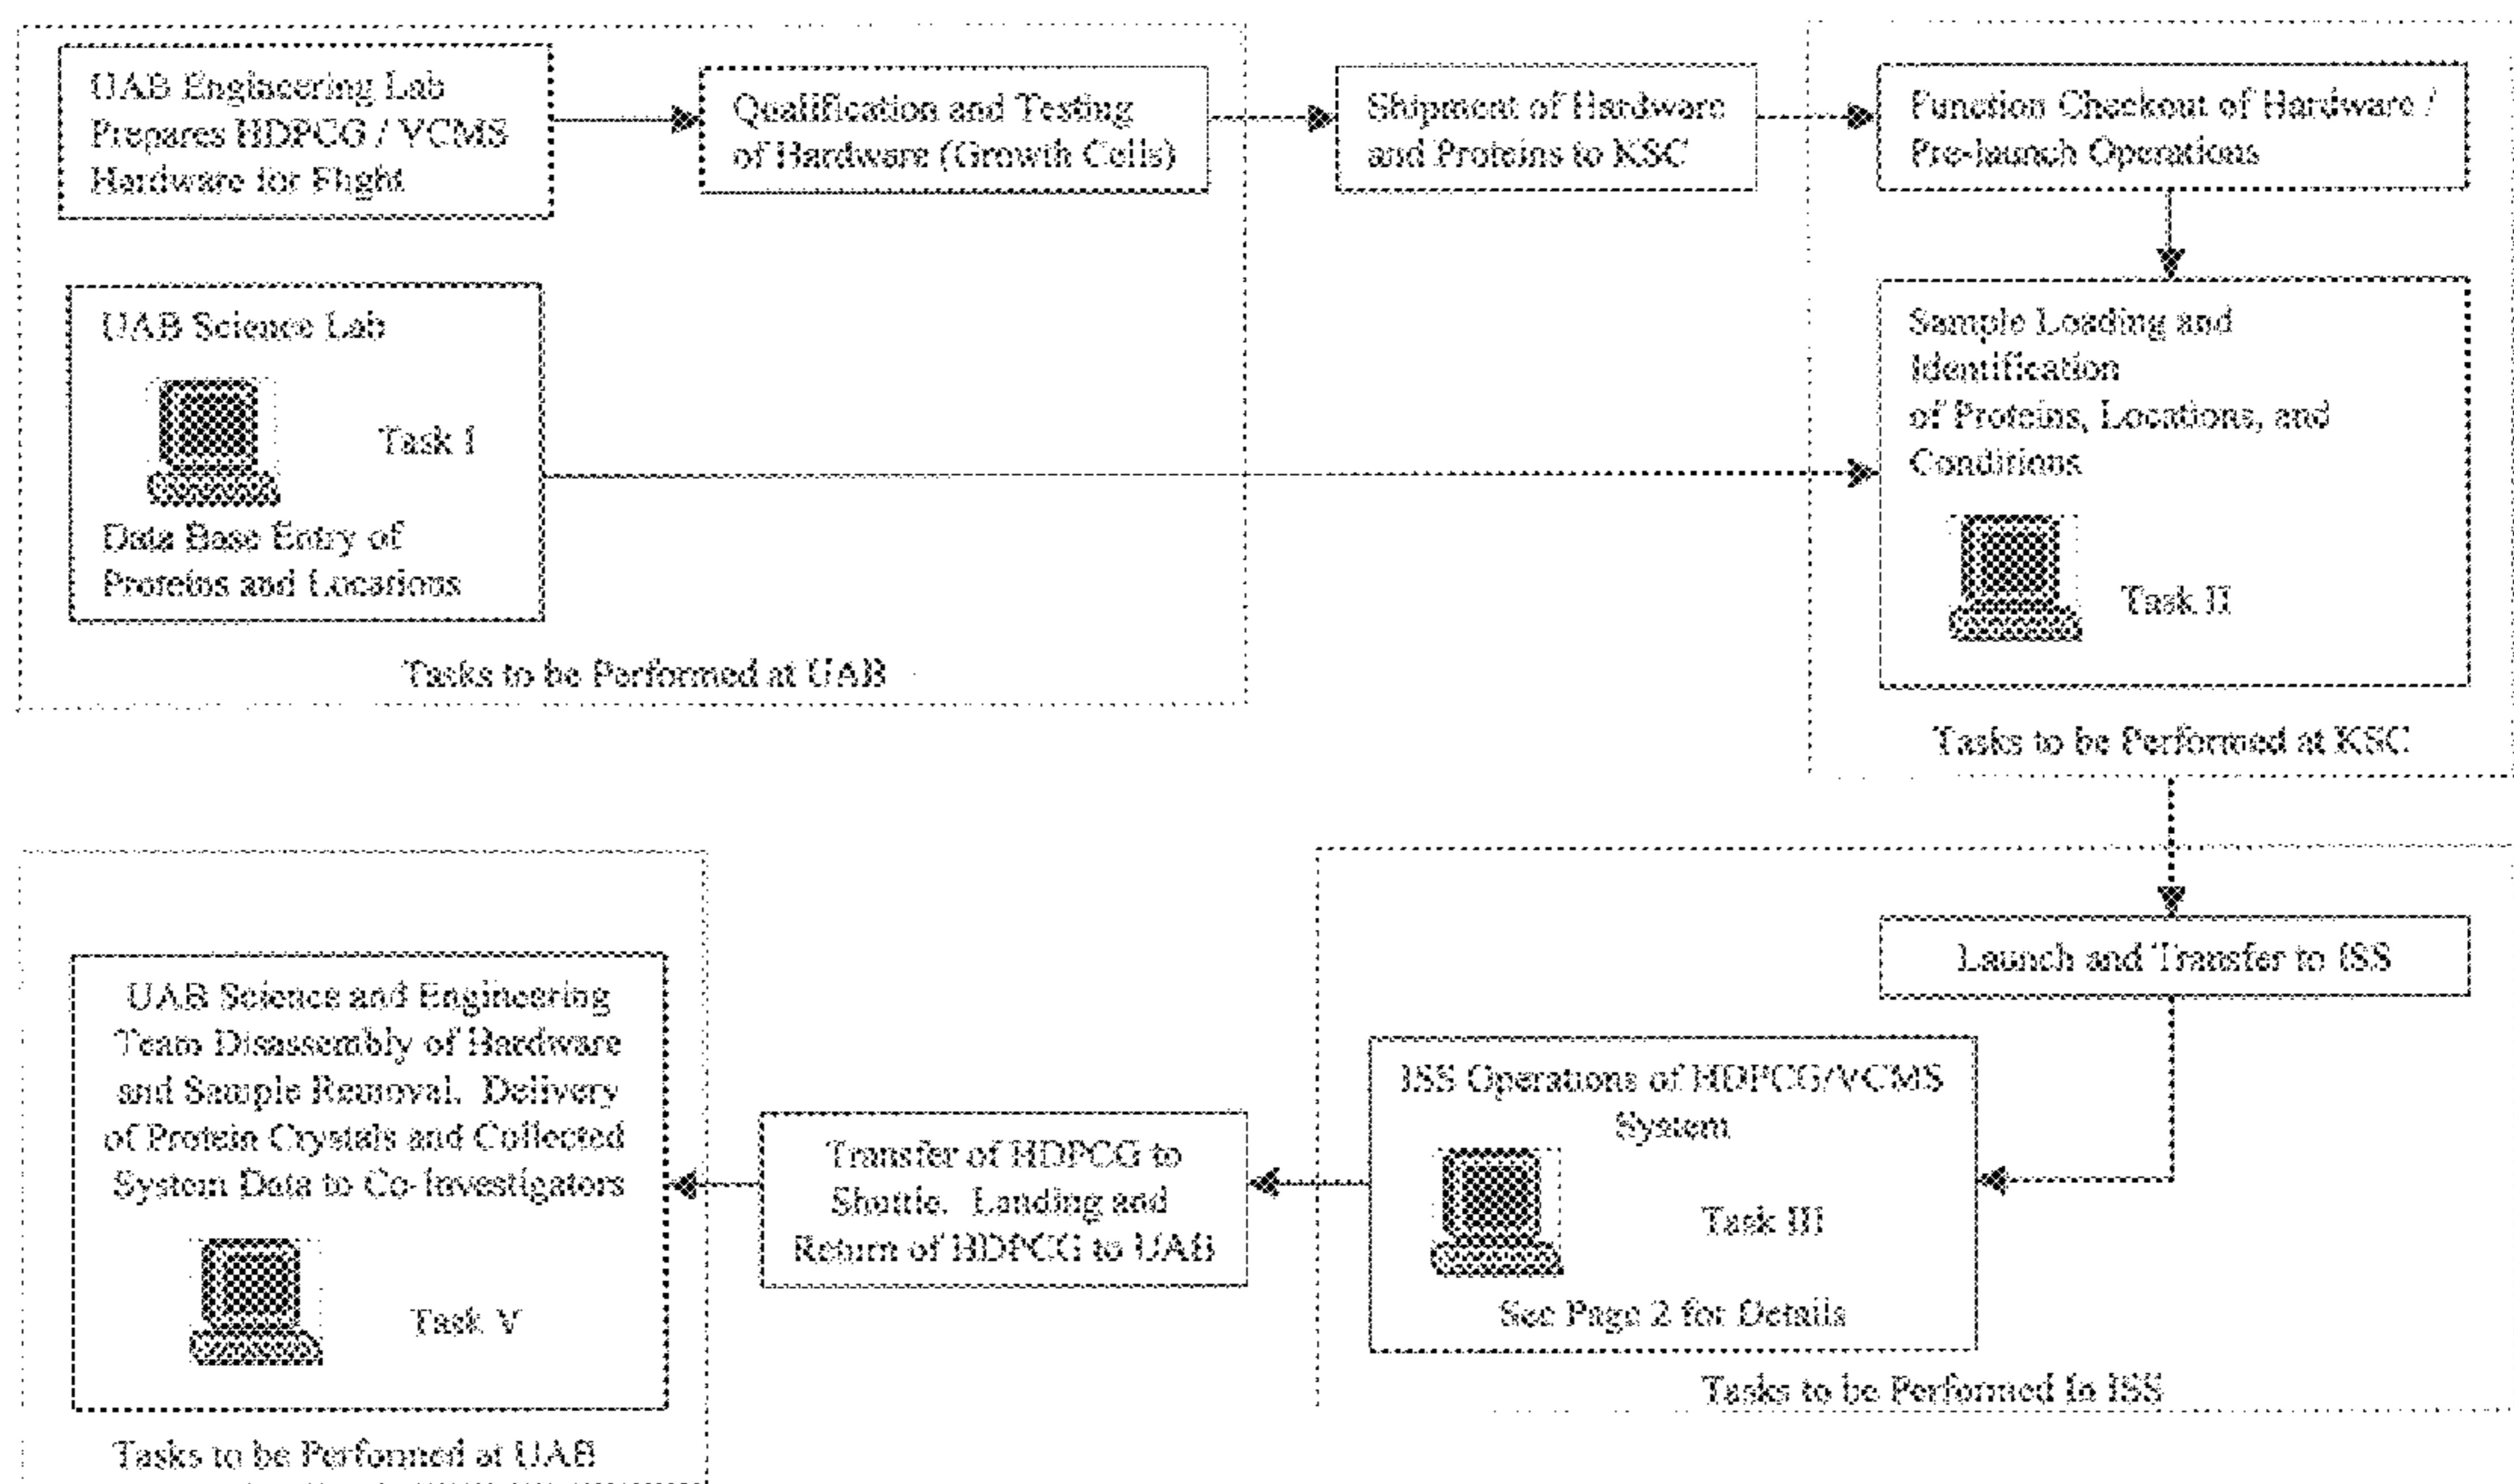 UAB Engineering Lab
Prepares HDPCG / VCMS
Hardware for Flight
Qualification and Testing
of Hardware (Growth Cells)
Shipment of Hardware
and Proteins to KSC
Function Checkout of Hardware /
Pre-launch Operations
UAB Science Lab
Task I
Data Base Entry of
Proteins and Locations
Tasks to be Performed at UAB
Sample Loading and
Identification
of Proteins, Locations, and
Conditions
Task II
Tasks to be Performed at KSC
Launch and Transfer to ISS
ISS Operations of HDPCG/VCMS
System
Task III
See Page 2 for Details
Tasks to be Performed In ISS
Transfer of HDPCG to
Shuttle. Landing and
Return of HDPCG to UAB
UAB Science and Engineering
Team Disassembly of Hardware
and Sample Removal. Delivery
of Protein Crystals and Collected
System Data to Co-Investigators
Task V
Tasks to be Performed at UAB